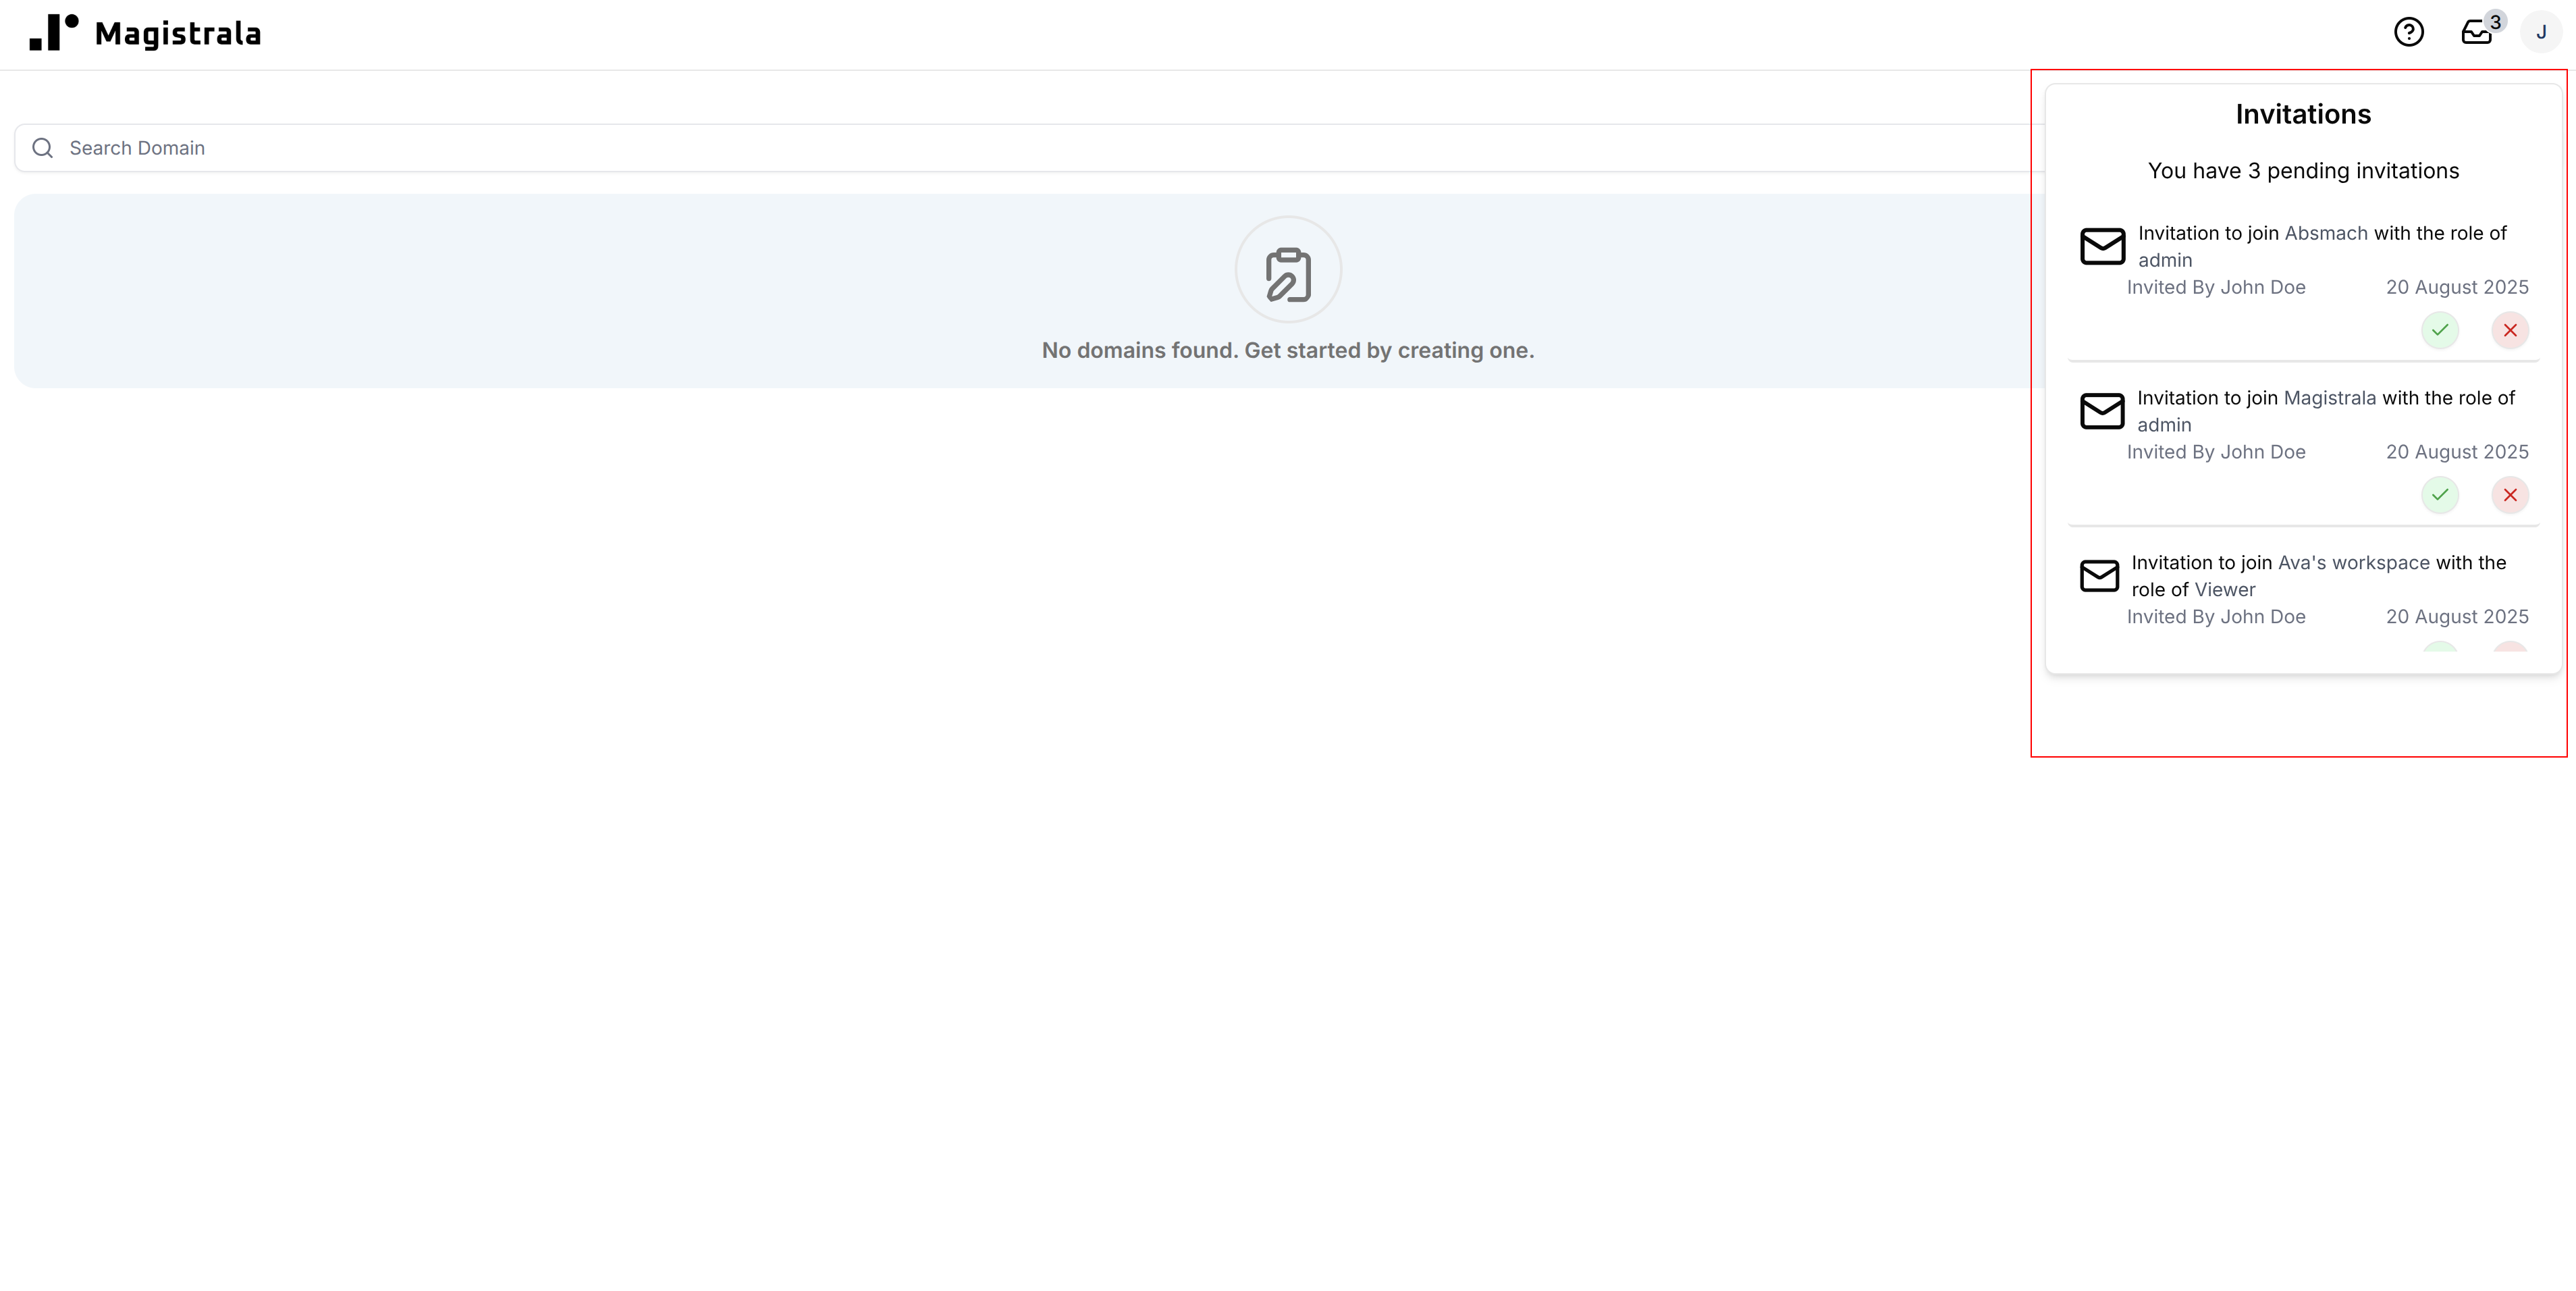 Magistrala
3
J
Search Domain
No domains found. Get started by creating one.
Invitations
You have 3 pending invitations
Invitation to join Absmach with the role of
admin
Invited By John Doe 20 August 2025
Invitation to join Magistrala with the role of
admin
Invited By John Doe 20 August 2025
Invitation to join Ava's workspace with the
role of Viewer
Invited By John Doe 20 August 2025